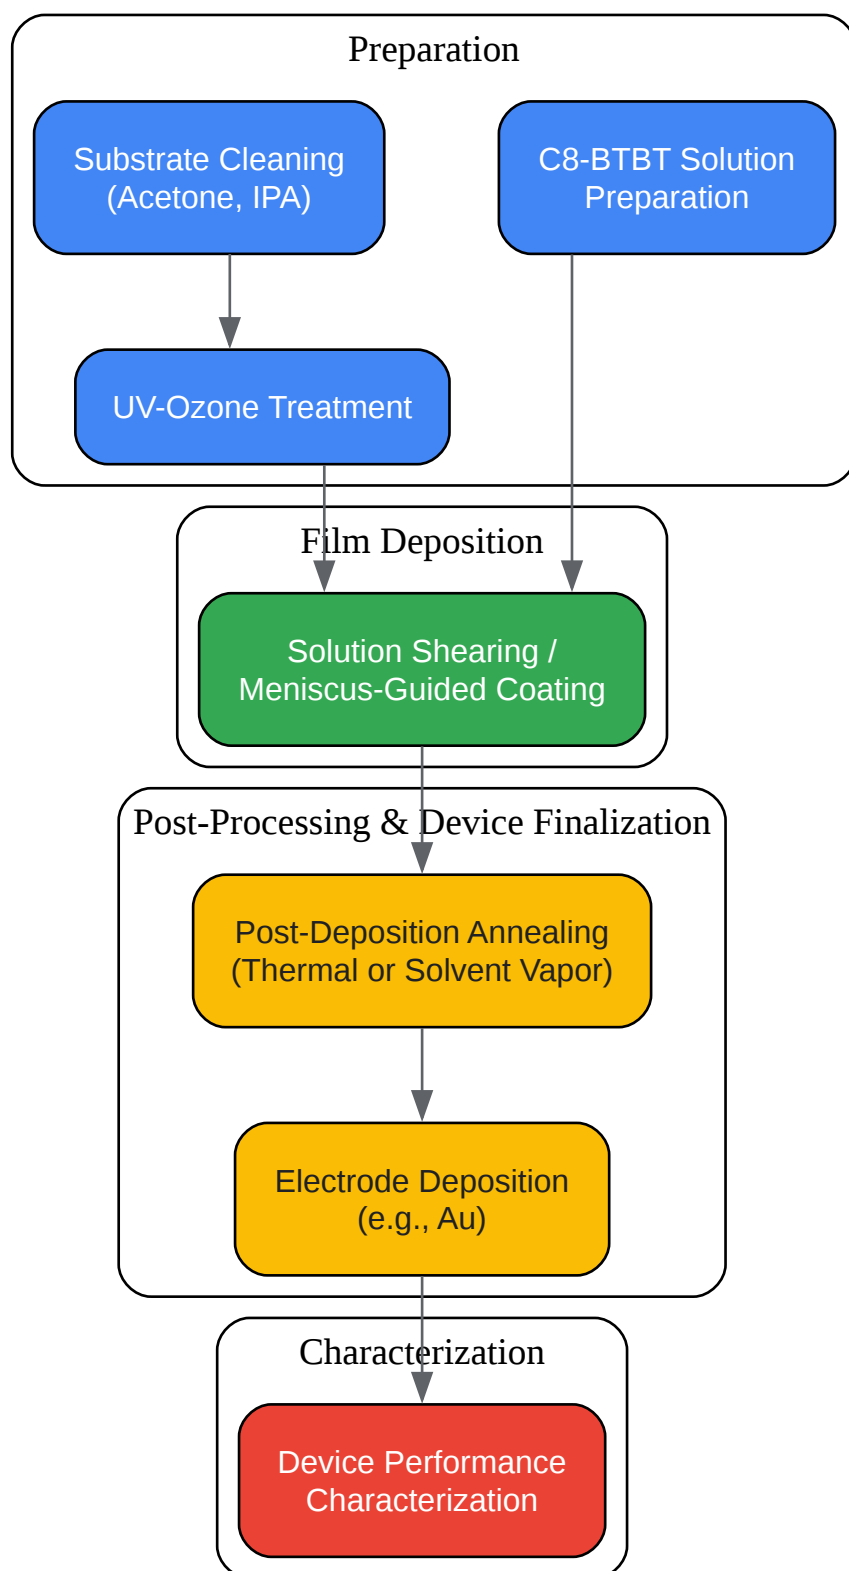 Preparation
Substrate Cleaning
(Acetone, IPA)
C8-BTBT Solution
Preparation
UV-Ozone Treatment
Film Deposition
Solution Shearing /
Meniscus-Guided Coating
Post-Processing & Device Finalization
Post-Deposition Annealing
(Thermal or Solvent Vapor)
Electrode Deposition
(e.g., Au)
Characterization
Device Performance
Characterization